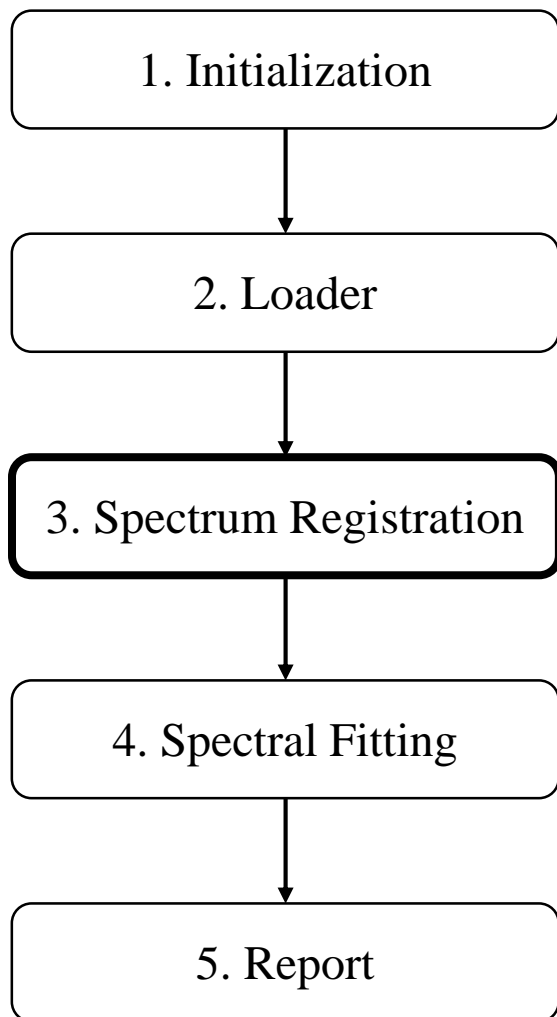 1. Initialization
2. Loader
3. Spectrum Registration
4. Spectral Fitting
5. Report